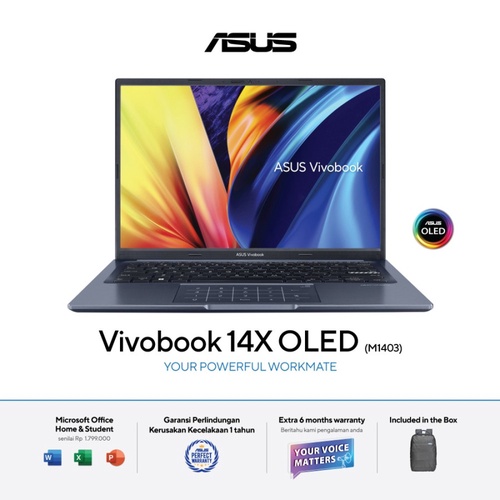 ASUS
ASUS Vivobook
ASUS
OLED
ASUS Vivobook
Vivobook 14X OLED (M1403)
YOUR POWERFUL WORKMATE
Microsoft Office
Home & Student
senilai Rp 1.799.000
W X P
Garansi Perlindungan
Kerusakan Kecelakaan 1 tahun
ASUS
PERFECT
WARRANTY
Extra 6 months warranty
Beritahu kami pengalaman anda
YOUR VOICE
MATTERS
Included in the Box